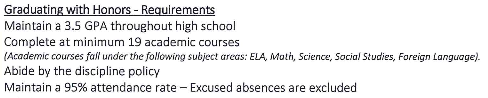 Graduating with Honors - Requirements
Maintain a 3.5 GPA throughout high school
Complete at minimum 19 academic courses
(Academic courses fall under the following subject areas: ELA, Math, Science, Social Studies, Foreign Language).
Abide by the discipline policy
Maintain a 95% attendance rate – Excused absences are excluded